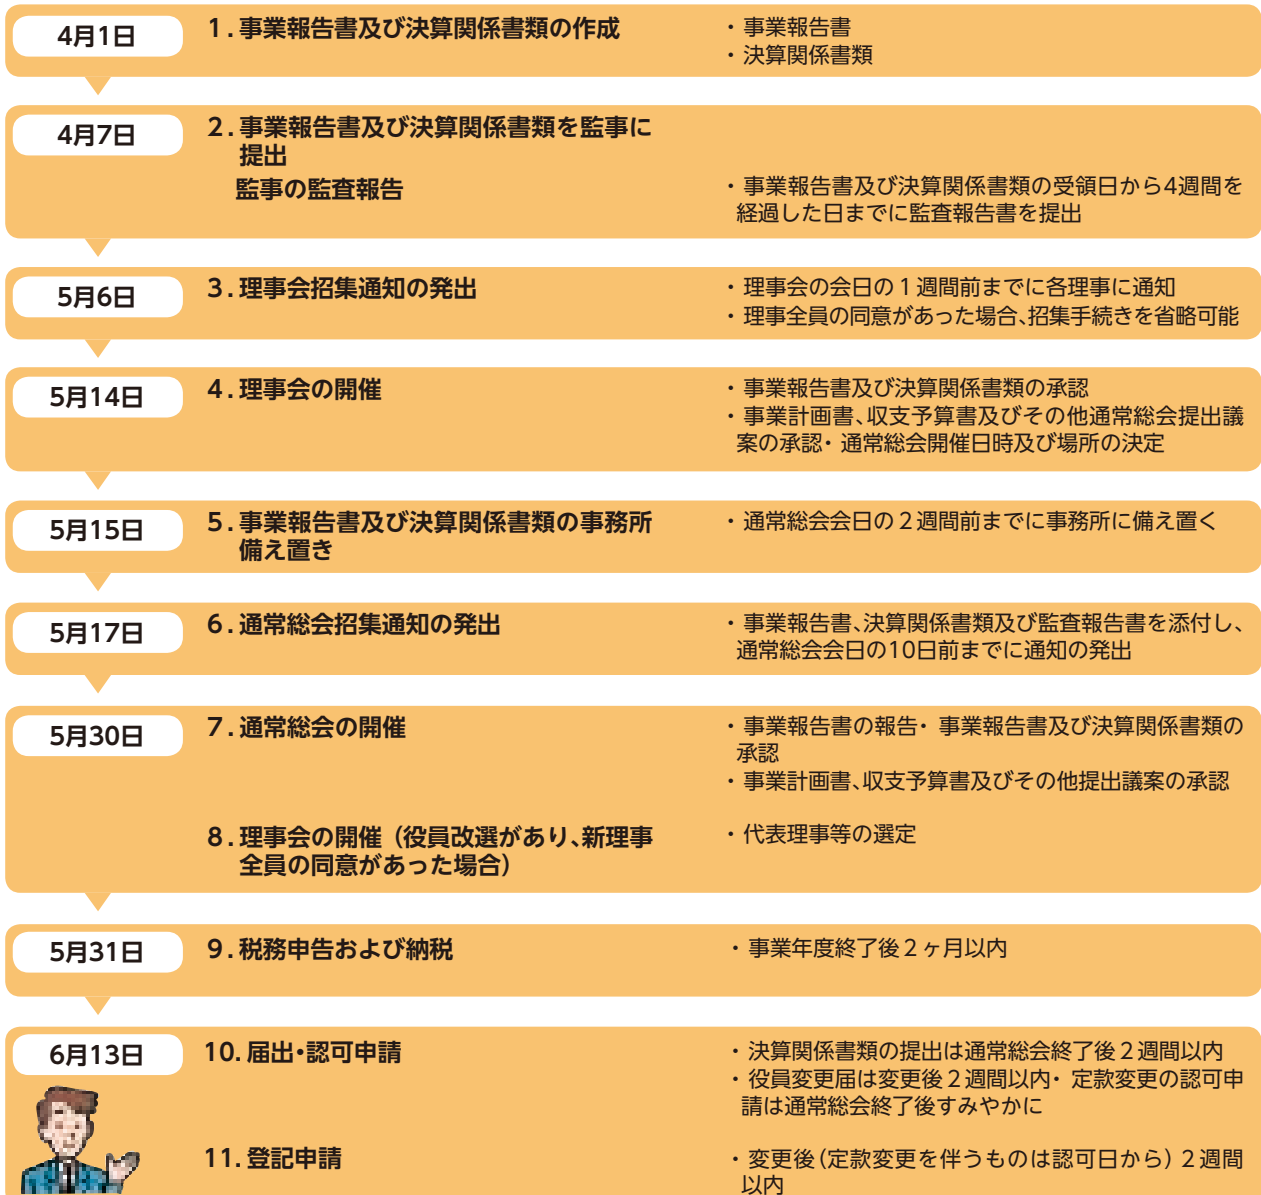 4月1日
1. 事業報告書及び決算関係書類の作成
・ 事業報告書
・ 決算関係書類
4月7日
2. 事業報告書及び決算関係書類を監事に
提出
監事の監査報告
・ 事業報告書及び決算関係書類の受領日から4週間を
経過した日までに監査報告書を提出
5月6日
3. 理事会招集通知の発出
・ 理事会の会日の1週間前までに各理事に通知
・ 理事全員の同意があった場合、招集手続きを省略可能
5月14日
4. 理事会の開催
・ 事業報告書及び決算関係書類の承認
・ 事業計画書、収支予算書及びその他通常総会提出議
案の承認・ 通常総会開催日時及び場所の決定
5月15日
5. 事業報告書及び決算関係書類の事務所
備え置き
・ 通常総会会日の2週間前までに事務所に備え置く
5月17日
6. 通常総会招集通知の発出
・ 事業報告書、決算関係書類及び監査報告書を添付し、
通常総会会日の10日前までに通知の発出
5月30日
7. 通常総会の開催
・ 事業報告書の報告・ 事業報告書及び決算関係書類の
承認
・ 事業計画書、収支予算書及びその他提出議案の承認
8. 理事会の開催(役員改選があり、新理事
全員の同意があった場合)
・ 代表理事等の選定
5月31日
9. 税務申告および納税
・ 事業年度終了後2ヶ月以内
6月13日
10. 届出・認可申請
・ 決算関係書類の提出は通常総会終了後2週間以内
・ 役員変更届は変更後2週間以内・ 定款変更の認可申
請は通常総会終了後すみやかに
11. 登記申請
・ 変更後(定款変更を伴うものは認可日から)2週間
以内